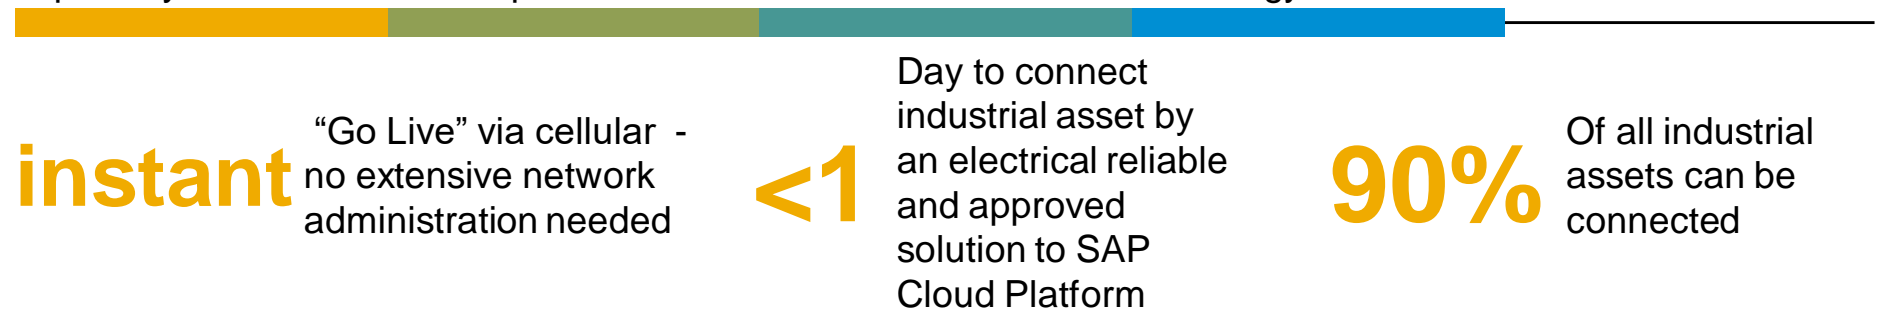 instant
“Go Live” via cellular -
no extensive network
administration needed
<1
Day to connect
industrial asset by
an electrical reliable
and approved
solution to SAP
Cloud Platform
90%
Of all industrial
assets can be
connected